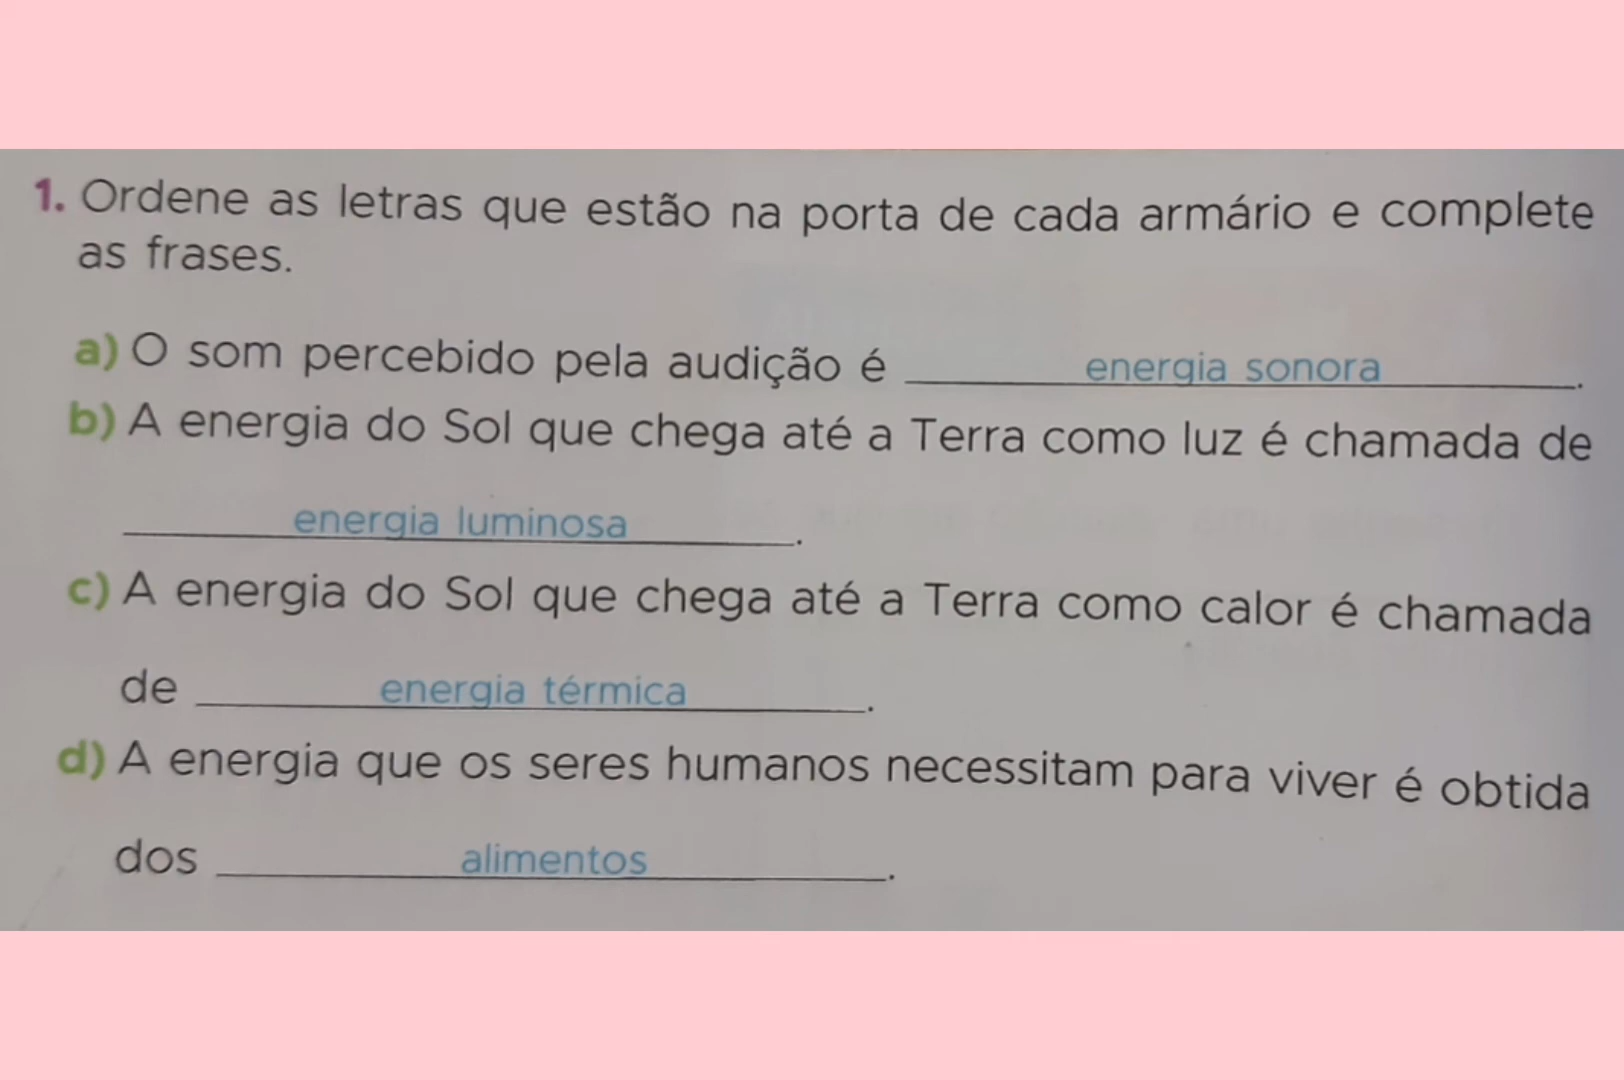 1. Ordene as letras que estão na porta de cada armário e complete
as frases.
a) O som percebido pela audição é energia sonora.
b) A energia do Sol que chega até a Terra como luz é chamada de
energia luminosa.
c) A energia do Sol que chega até a Terra como calor é chamada
de energia térmica.
d) A energia que os seres humanos necessitam para viver é obtida
dos alimentos.